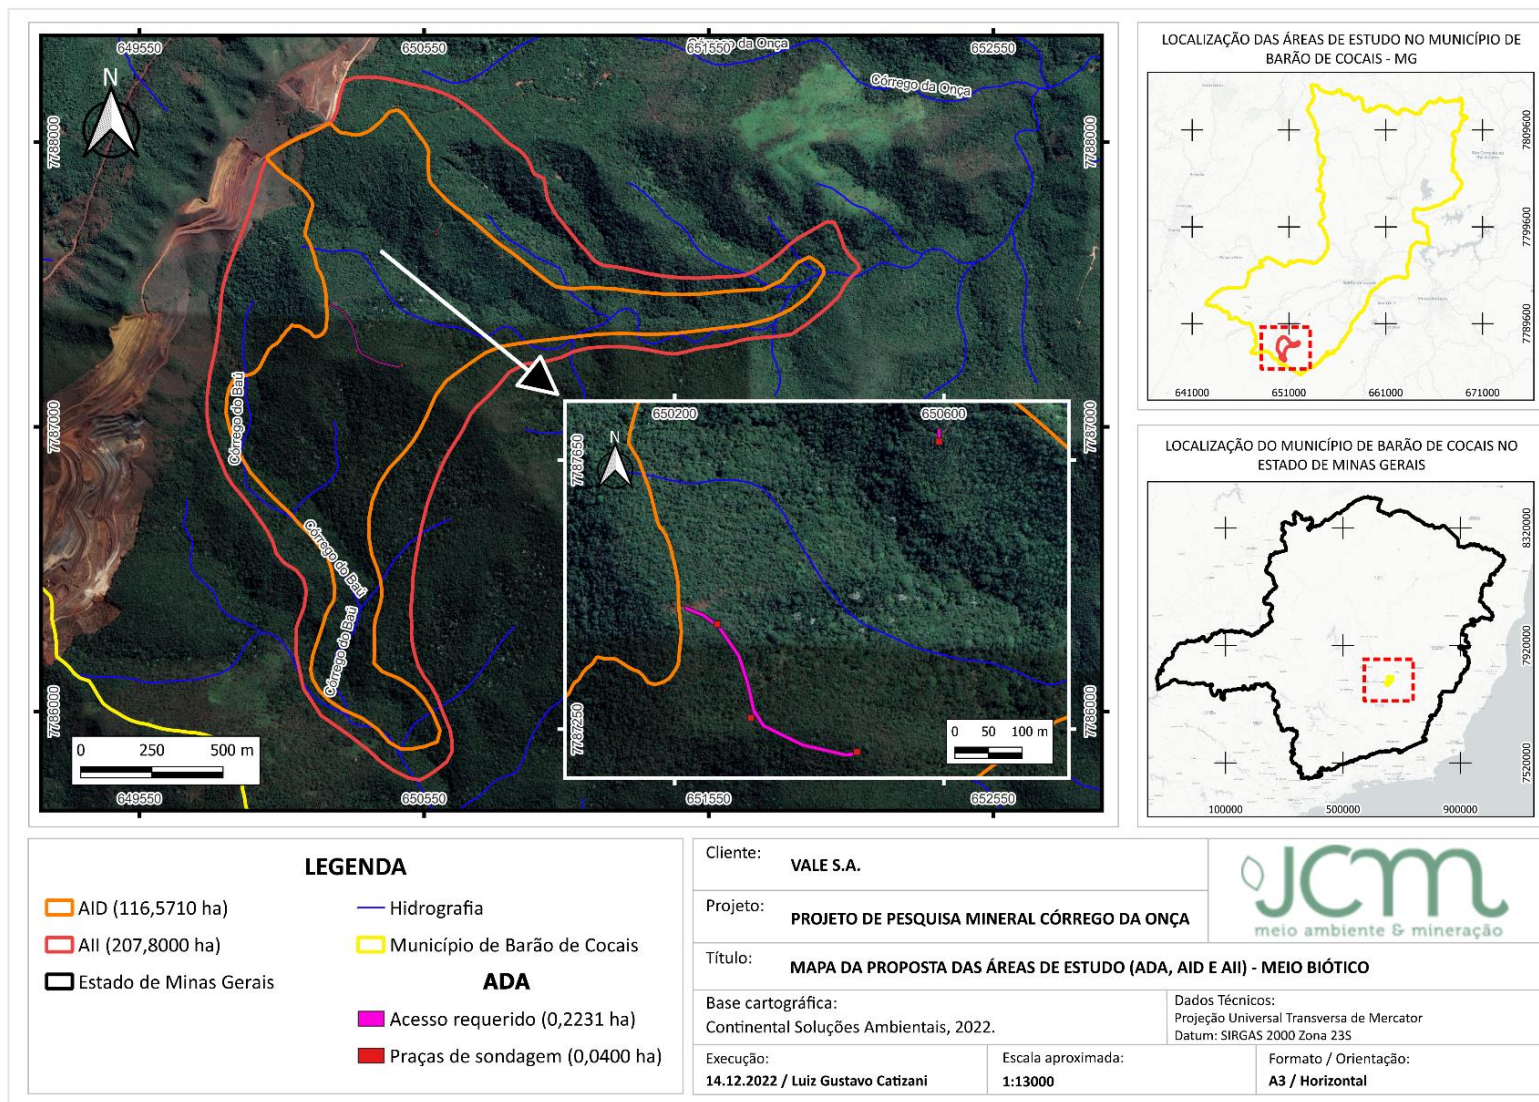 649550
650550
651550
652550
Córrego da Onça
Córrego da Onça
N
7788000
7788000
7787000
7787000
7786000
7786000
Córrego do Baú
Córrego do Baú
Córrego do Baú
650200
650600
7787650
7787250
0 50 100 m
0 250 500 m
649550
650550
651550
652550
LOCALIZAÇÃO DAS ÁREAS DE ESTUDO NO MUNICÍPIO DE
BARÃO DE COCAIS - MG
7809600
7799600
7789600
641000
651000
661000
671000
LOCALIZAÇÃO DO MUNICÍPIO DE BARÃO DE COCAIS NO
ESTADO DE MINAS GERAIS
8320000
7920000
7520000
100000
500000
900000
LEGENDA
AID (116,5710 ha)
AII (207,8000 ha)
Estado de Minas Gerais
Hidrografia
Município de Barão de Cocais
ADA
Acesso requerido (0,2231 ha)
Praças de sondagem (0,0400 ha)
Cliente:
VALE S.A.
Projeto:
PROJETO DE PESQUISA MINERAL CÓRREGO DA ONÇA
JCM
meio ambiente & mineração
Título:
MAPA DA PROPOSTA DAS ÁREAS DE ESTUDO (ADA, AID E AII) - MEIO BIÓTICO
Base cartográfica:
Continental Soluções Ambientais, 2022.
Dados Técnicos:
Projeção Universal Transversa de Mercator
Datum: SIRGAS 2000 Zona 23S
Execução:
14.12.2022 / Luiz Gustavo Catizani
Escala aproximada:
1:13000
Formato / Orientação:
A3 / Horizontal